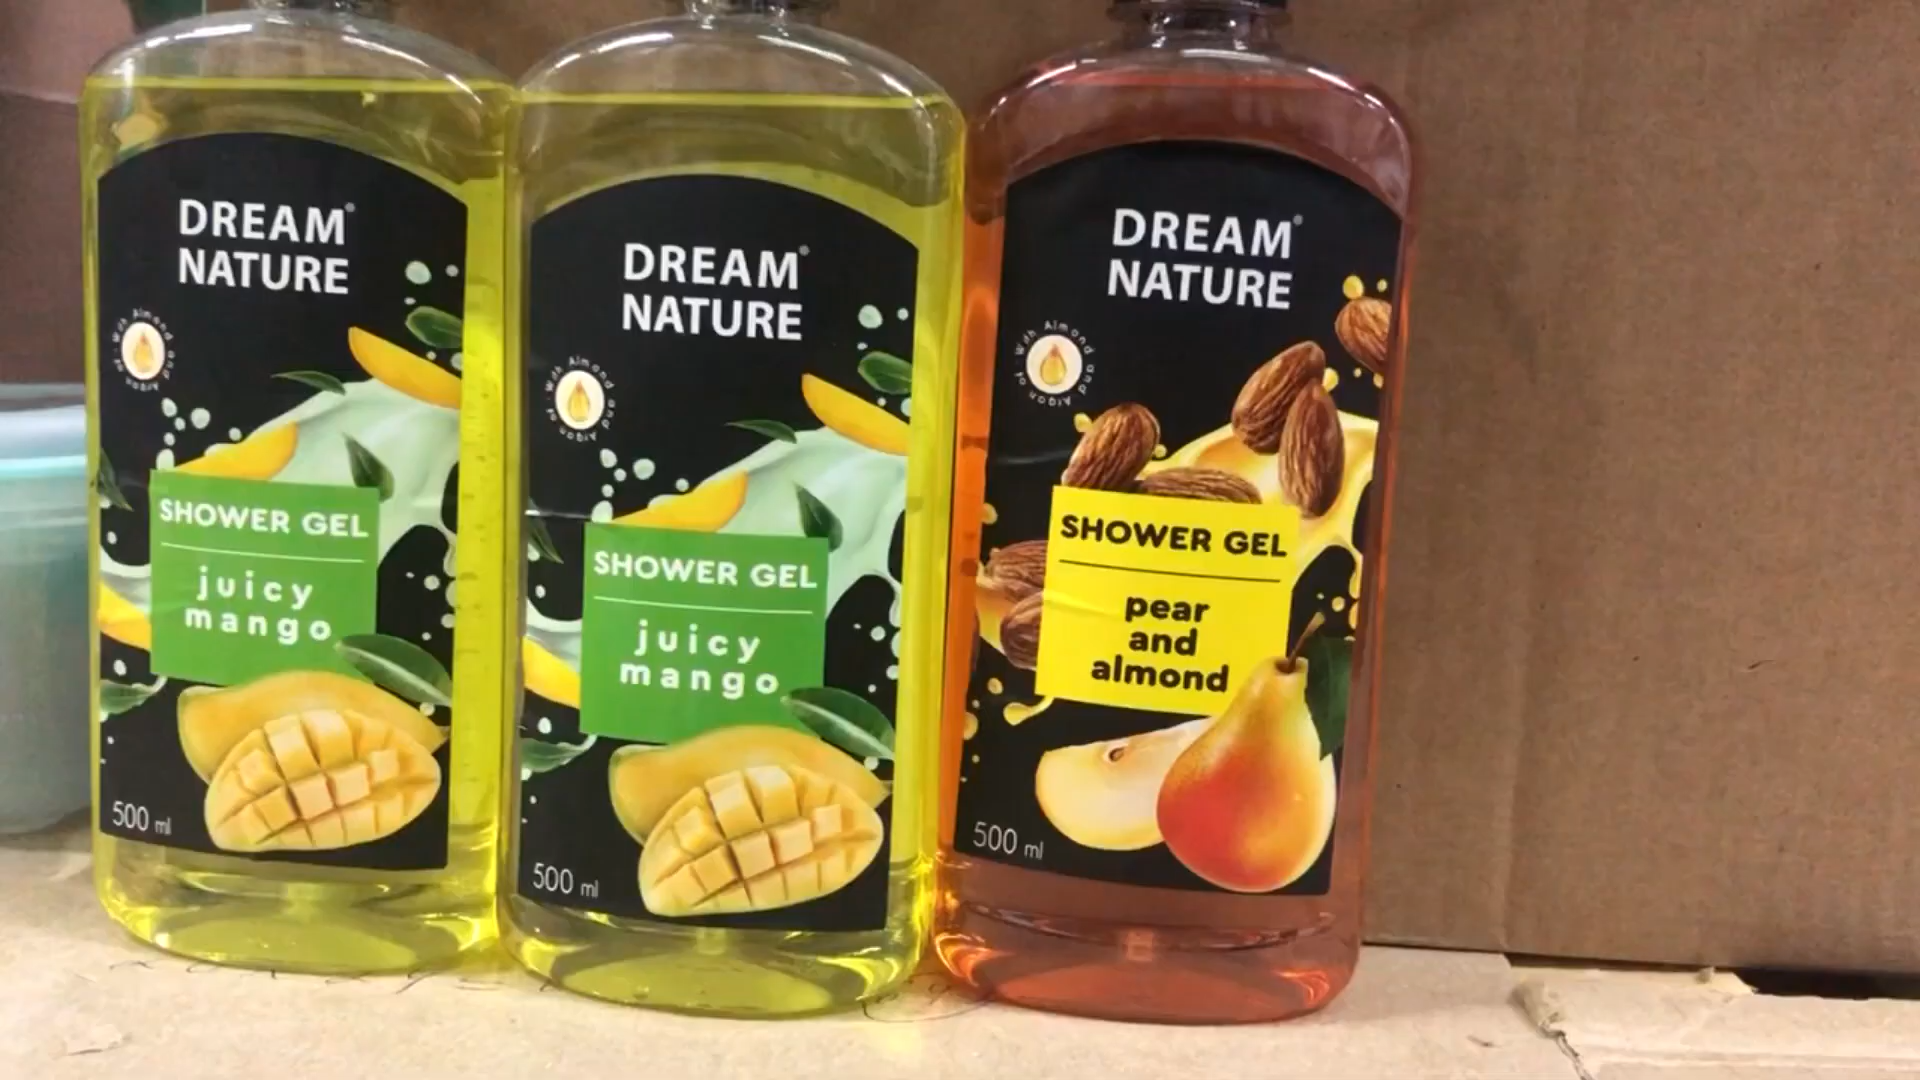 DREAM®
NATURE
With Almond and Argan oil
SHOWER GEL
juicy
mango
500 ml
DREAM®
NATURE
With Almond and Argan oil
SHOWER GEL
juicy
mango
500 ml
DREAM®
NATURE
With Almond and Argan oil
SHOWER GEL
pear
and
almond
500 ml